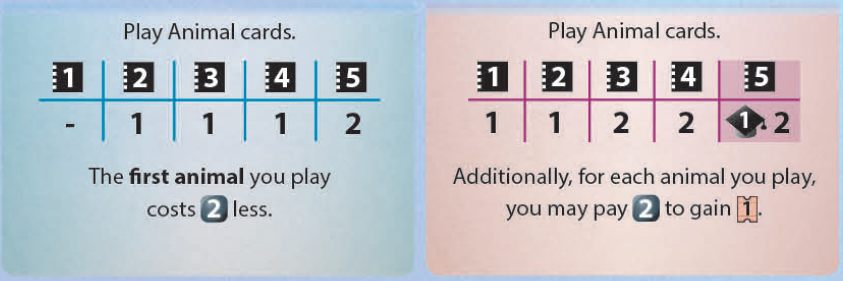 Play Animal cards.
1 2 3 4 5
- 1 1 1 2
The first animal you play
costs 2 less.
Play Animal cards.
1 2 3 4 5
1 1 2 2 1 2
Additionally, for each animal you play,
you may pay 2 to gain 1.